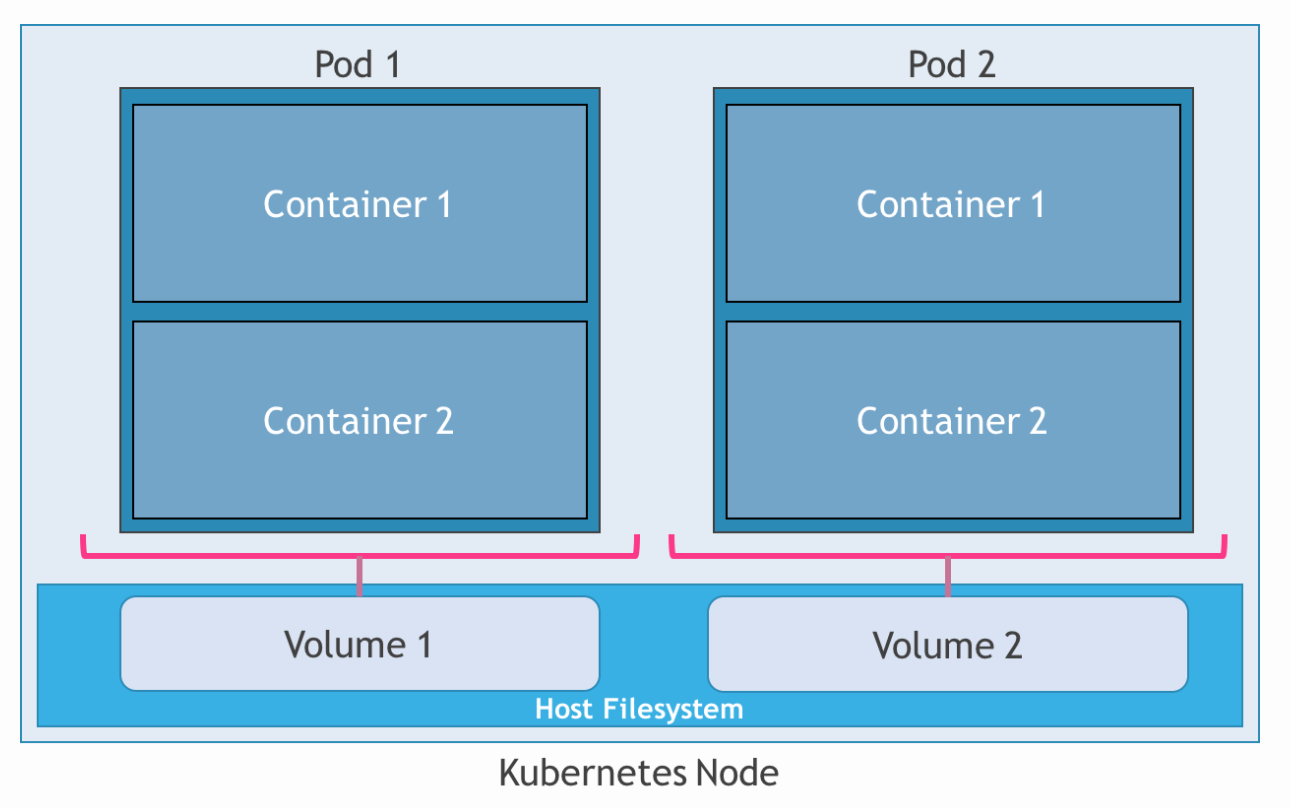 Pod 1
Container 1
Container 2
Pod 2
Container 1
Container 2
Volume 1
Volume 2
Host Filesystem
Kubernetes Node